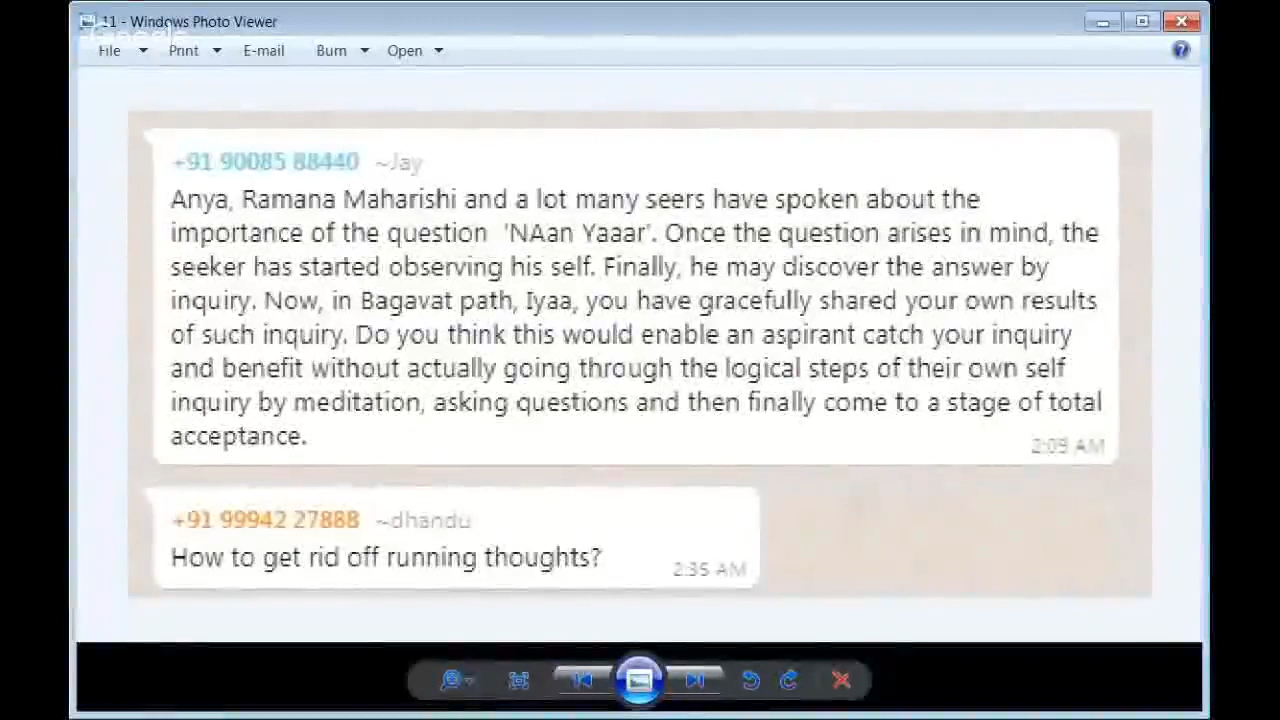 11 - Windows Photo Viewer
File Print E-mail Burn Open
+91 90085 88440 ~Jay
Anya, Ramana Maharishi and a lot many seers have spoken about the
importance of the question 'NAan Yaaar'. Once the question arises in mind, the
seeker has started observing his self. Finally, he may discover the answer by
inquiry. Now, in Bagavat path, Iyaa, you have gracefully shared your own results
of such inquiry. Do you think this would enable an aspirant catch your inquiry
and benefit without actually going through the logical steps of their own self
inquiry by meditation, asking questions and then finally come to a stage of total
acceptance.
2:09 AM
+91 99942 27888 ~dhandu
How to get rid off running thoughts?
2:35 AM